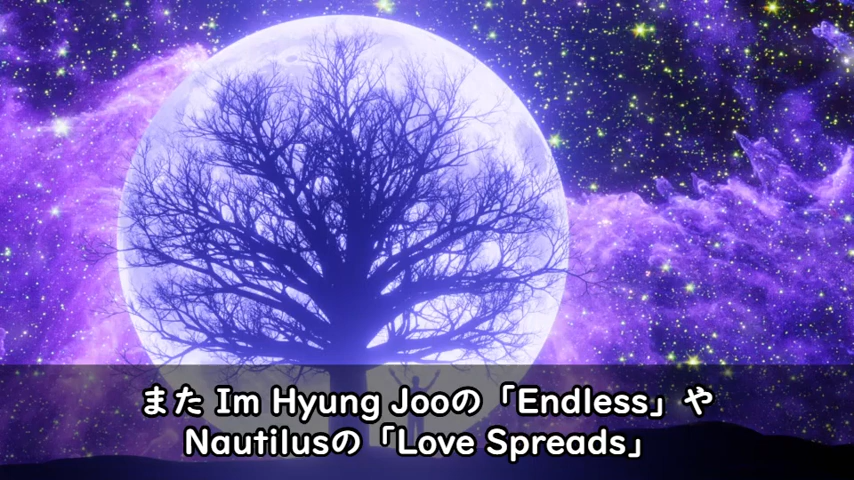 また Im Hyung Jooの「Endless」や
Nautilusの「Love Spreads」